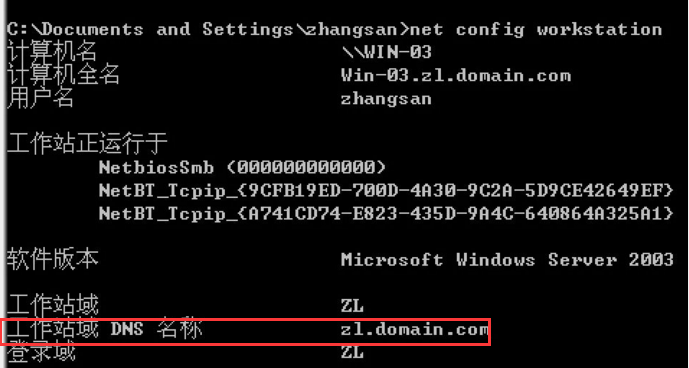 C:\Documents and Settings\zhangsan>net config workstation
计算机名 \\WIN-03
计算机全名 Win-03.zl.domain.com
用户名 zhangsan
工作站正运行于
NetbiosSmb (000000000000)
NetBT_Tcpip_{9CFB19ED-700D-4A30-9C2A-5D9CE42649EF}
NetBT_Tcpip_{A741CD74-E823-435D-9A4C-640864A325A1}
软件版本 Microsoft Windows Server 2003
工作站域 ZL
工作站域 DNS 名称 zl.domain.com
登录域 ZL